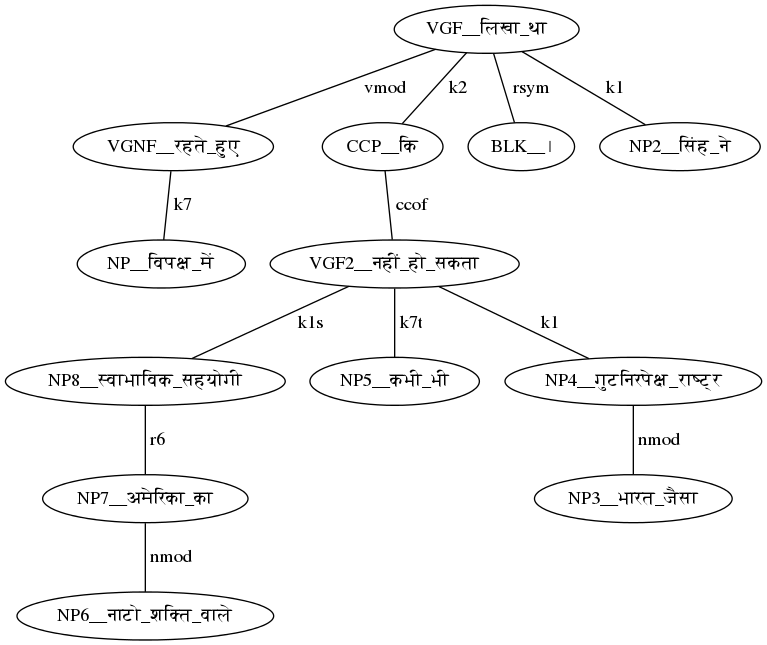 VGF__लिखा_था
vmod k2 rsym k1
VGNF__रहते_हुए CCP__कि BLK__। NP2__सिंह_ने
k7 ccof
NP__विपक्ष_में VGF2__नहीं_हो_सकता
k1s k7t k1
NP8__स्वाभाविक_सहयोगी NP5__कभी_भी NP4__गुटनिरपेक्ष_राष्ट्र
r6 nmod
NP7__अमेरिका_का NP3__भारत_जैसा
nmod
NP6__नाटो_शक्ति_वाले